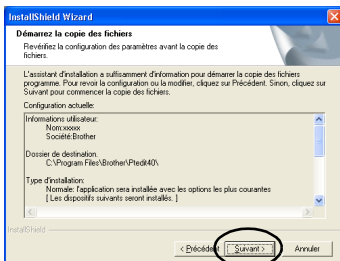 InstallShield Wizard
Démarrez la copie des fichiers
Revérifiez la configuration des paramètres avant la copie des
fichiers.
L'assistant d'installation a suffisamment d'information pour démarrer la copie des fichiers
programme. Pour revoir la configuration ou la modifier, cliquez sur Précédent. Sinon, cliquez sur
Suivant pour commencer la copie des fichiers.
Configuration actuelle:
Informations utilisateur:
Nom:xxxxx
Société:Brother
Dossier de destination.
C:\Program Files\Brother\Ptedit40\
Type d'installation:
Normale: l'application sera installée avec les options les plus courantes
[ Les dispositifs suivants seront installés. ]
InstallShield
< Précédent
Suivant >
Annuler